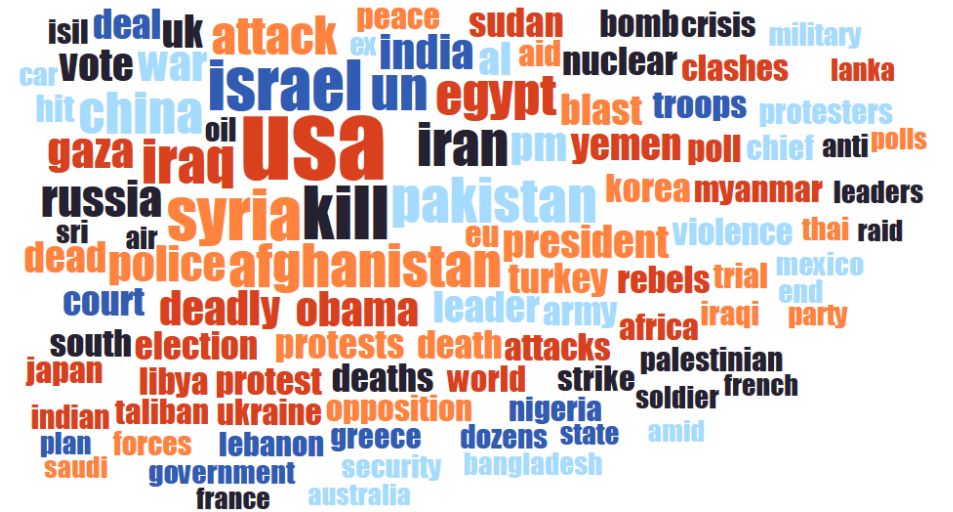 isil deal uk attack peace sudan bomb crisis military
car vote war ex india al aid nuclear clashes lanka
hit china israel un egypt blast troops protesters
gaza iraq oil usa iran pm yemen poll chief anti polls
russia syria kill pakistan korea myanmar leaders
sri air eu president violence thai raid
dead police afghanistan turkey rebels trial mexico
court deadly obama leader army africa iraqi end party
south election protests death attacks palestinian
japan libya protest deaths world strike soldier french
indian taliban ukraine opposition nigeria
plan forces lebanon greece dozens state amid
saudi government security bangladesh
france australia